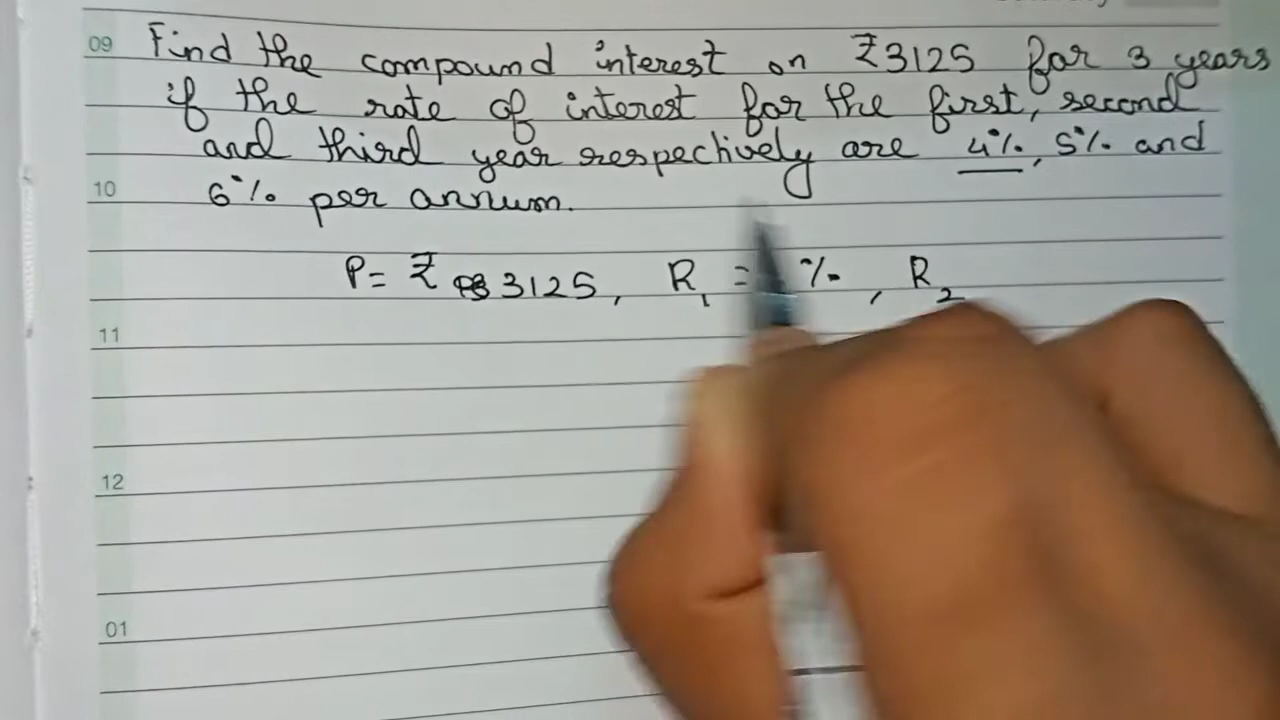 09 Find the compound interest on ₹3125 for 3 years
if the rate of interest for the first, second
and third year respectively are 4%, 5% and
10 6% per annum.
P= ₹ 3125, R1 = %, R2
11
12
01